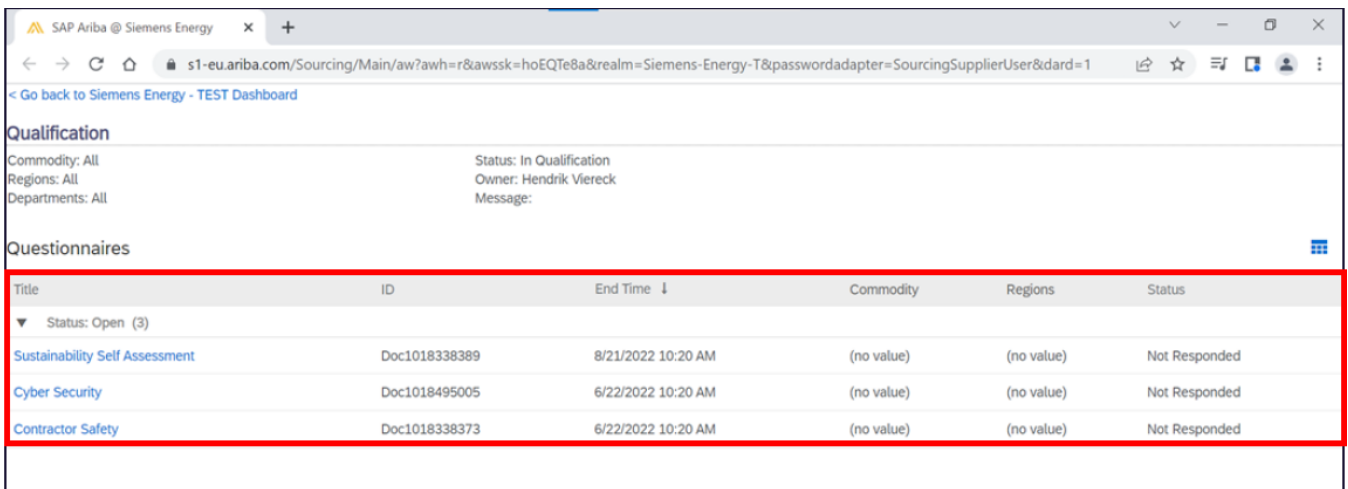 SAP Ariba @ Siemens Energy
s1-eu.ariba.com/Sourcing/Main/aw?awh=r&awssk=hoEQTe8a&realm=Siemens-Energy-T&passwordadapter=SourcingSupplierUser&dard=1
< Go back to Siemens Energy - TEST Dashboard
Qualification
Commodity: All Status: In Qualification
Regions: All Owner: Hendrik Viereck
Departments: All Message:
Questionnaires
Title ID End Time ↓ Commodity Regions Status
▼ Status: Open (3)
Sustainability Self Assessment Doc1018338389 8/21/2022 10:20 AM (no value) (no value) Not Responded
Cyber Security Doc1018495005 6/22/2022 10:20 AM (no value) (no value) Not Responded
Contractor Safety Doc1018338373 6/22/2022 10:20 AM (no value) (no value) Not Responded